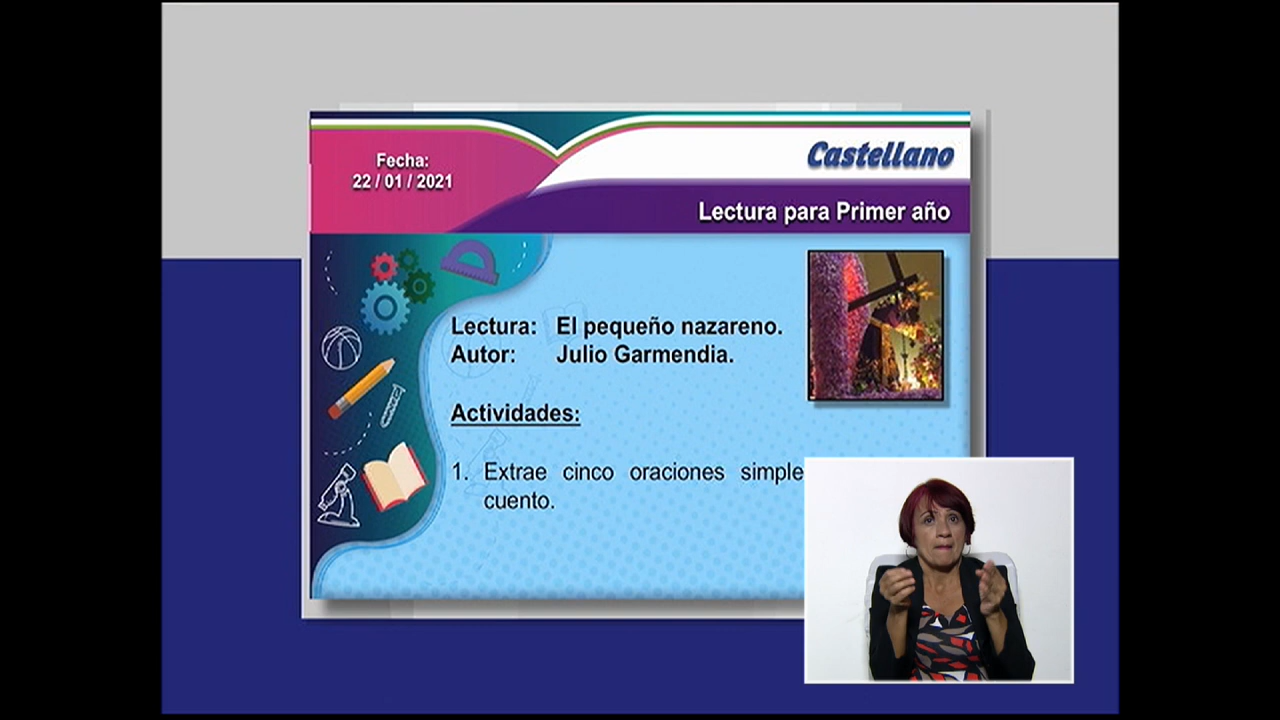 Fecha:
22 / 01 / 2021
Castellano
Lectura para Primer año
Lectura: El pequeño nazareno.
Autor: Julio Garmendia.
Actividades:
1. Extrae cinco oraciones simple
cuento.